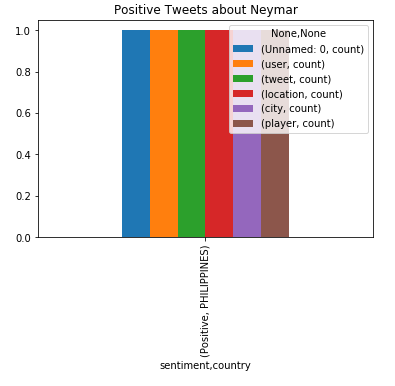 Positive Tweets about Neymar
None,None
(Unnamed: 0, count)
(user, count)
(tweet, count)
(location, count)
(city, count)
(player, count)
1.0
0.8
0.6
0.4
0.2
0.0
(Positive, PHILIPPINES)
sentiment,country